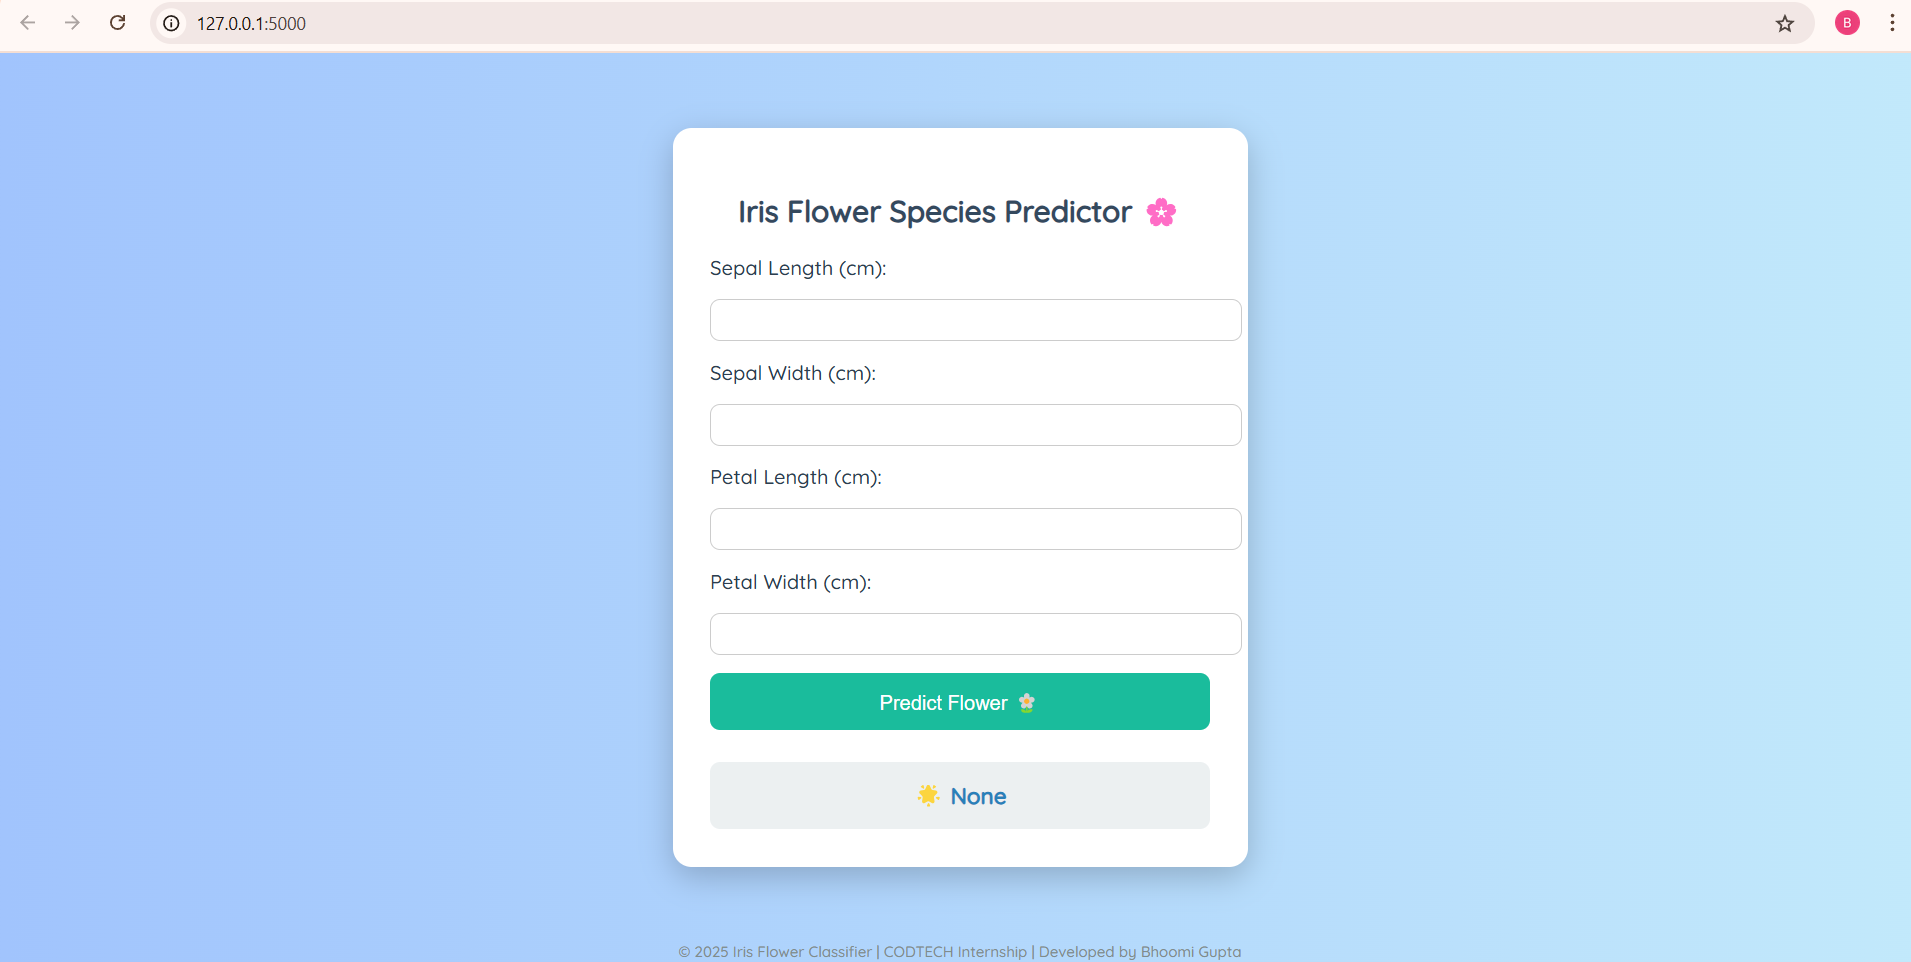 127.0.0.1:5000
B
Iris Flower Species Predictor 🌸
Sepal Length (cm):
Sepal Width (cm):
Petal Length (cm):
Petal Width (cm):
Predict Flower
🌟 None
© 2025 Iris Flower Classifier | CODTECH Internship | Developed by Bhoomi Gupta